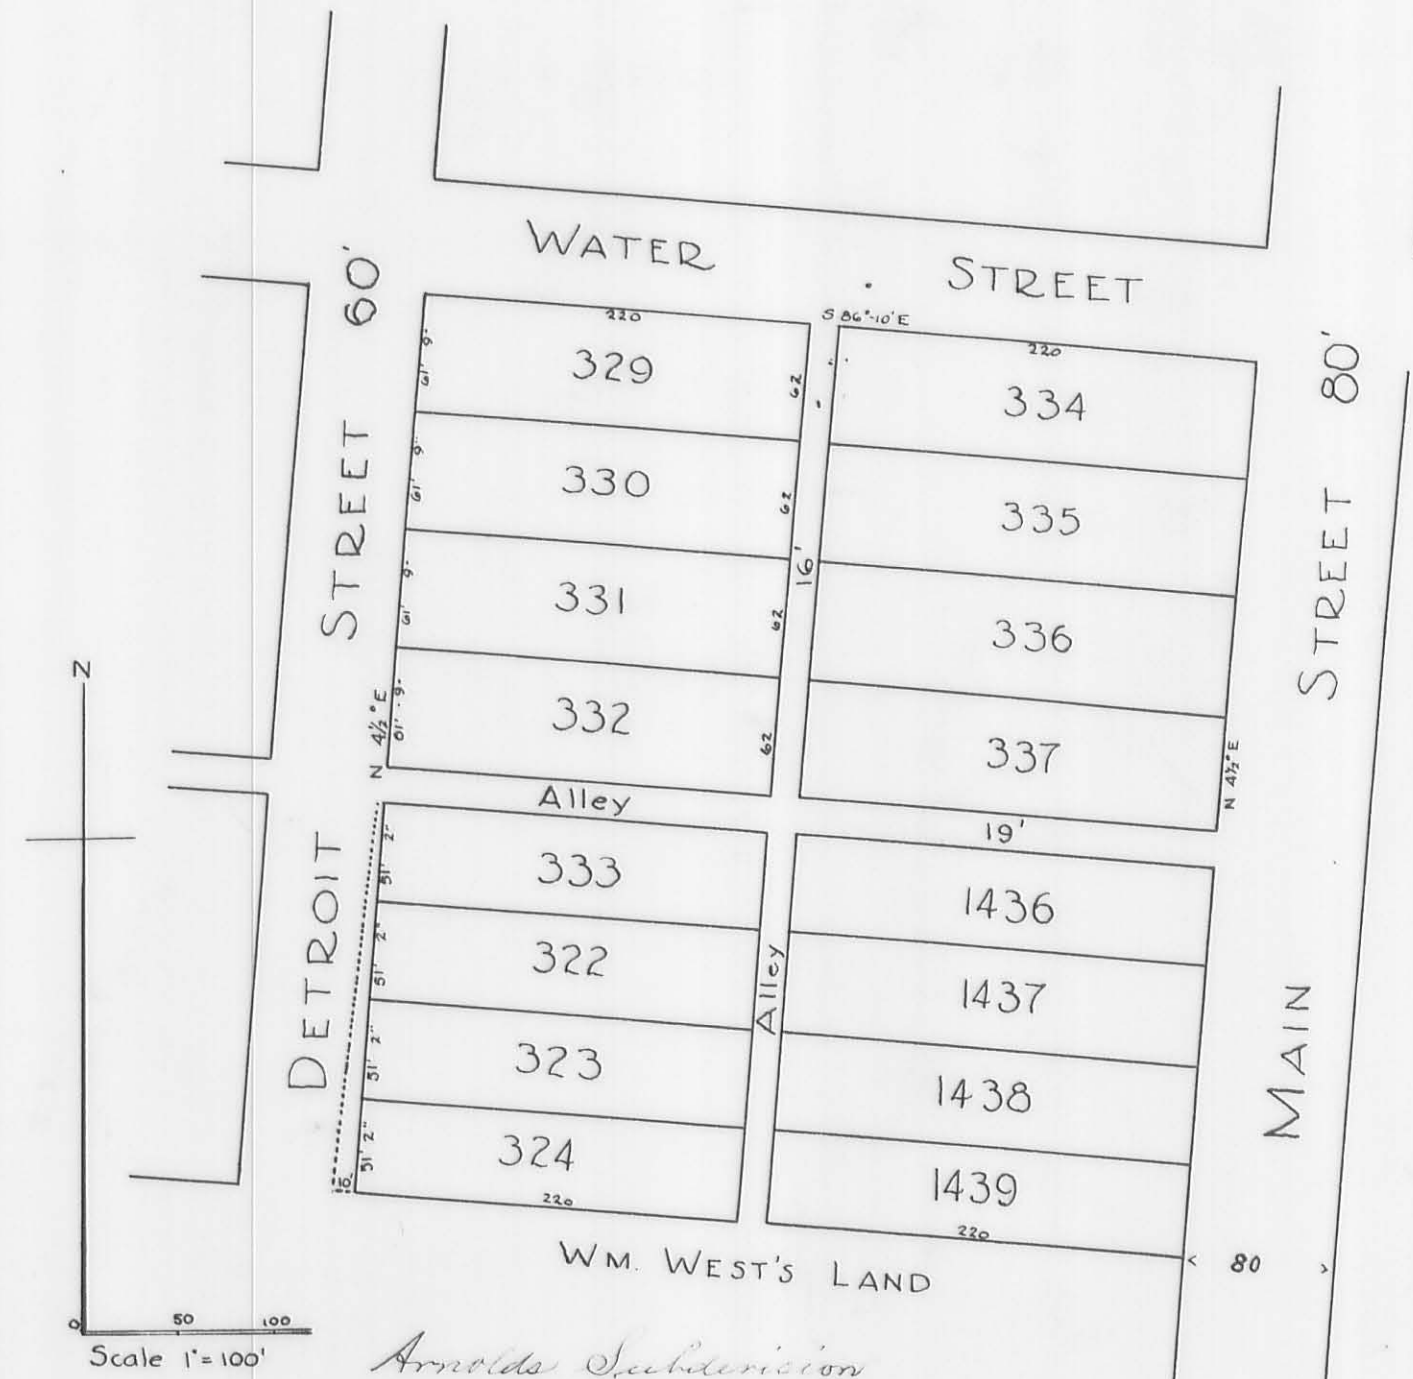 WATER STREET
DETROIT STREET 60'
MAIN STREET 80'
S 86°-10'E
220
329
61' 9"
62
330
61' 9"
62
331
61' 9"
62
332
61' 9"
62
N 4½°E
16'
220
334
335
336
337
N 4½°E
Alley
19'
333
51' 2"
322
51' 2"
323
51' 2"
324
51' 2"
220
10'
Alley
1436
1437
1438
1439
220
< 80 >
WM. WEST'S LAND
N
0 50 100
Scale 1"=100'
Arnolds Subdivision